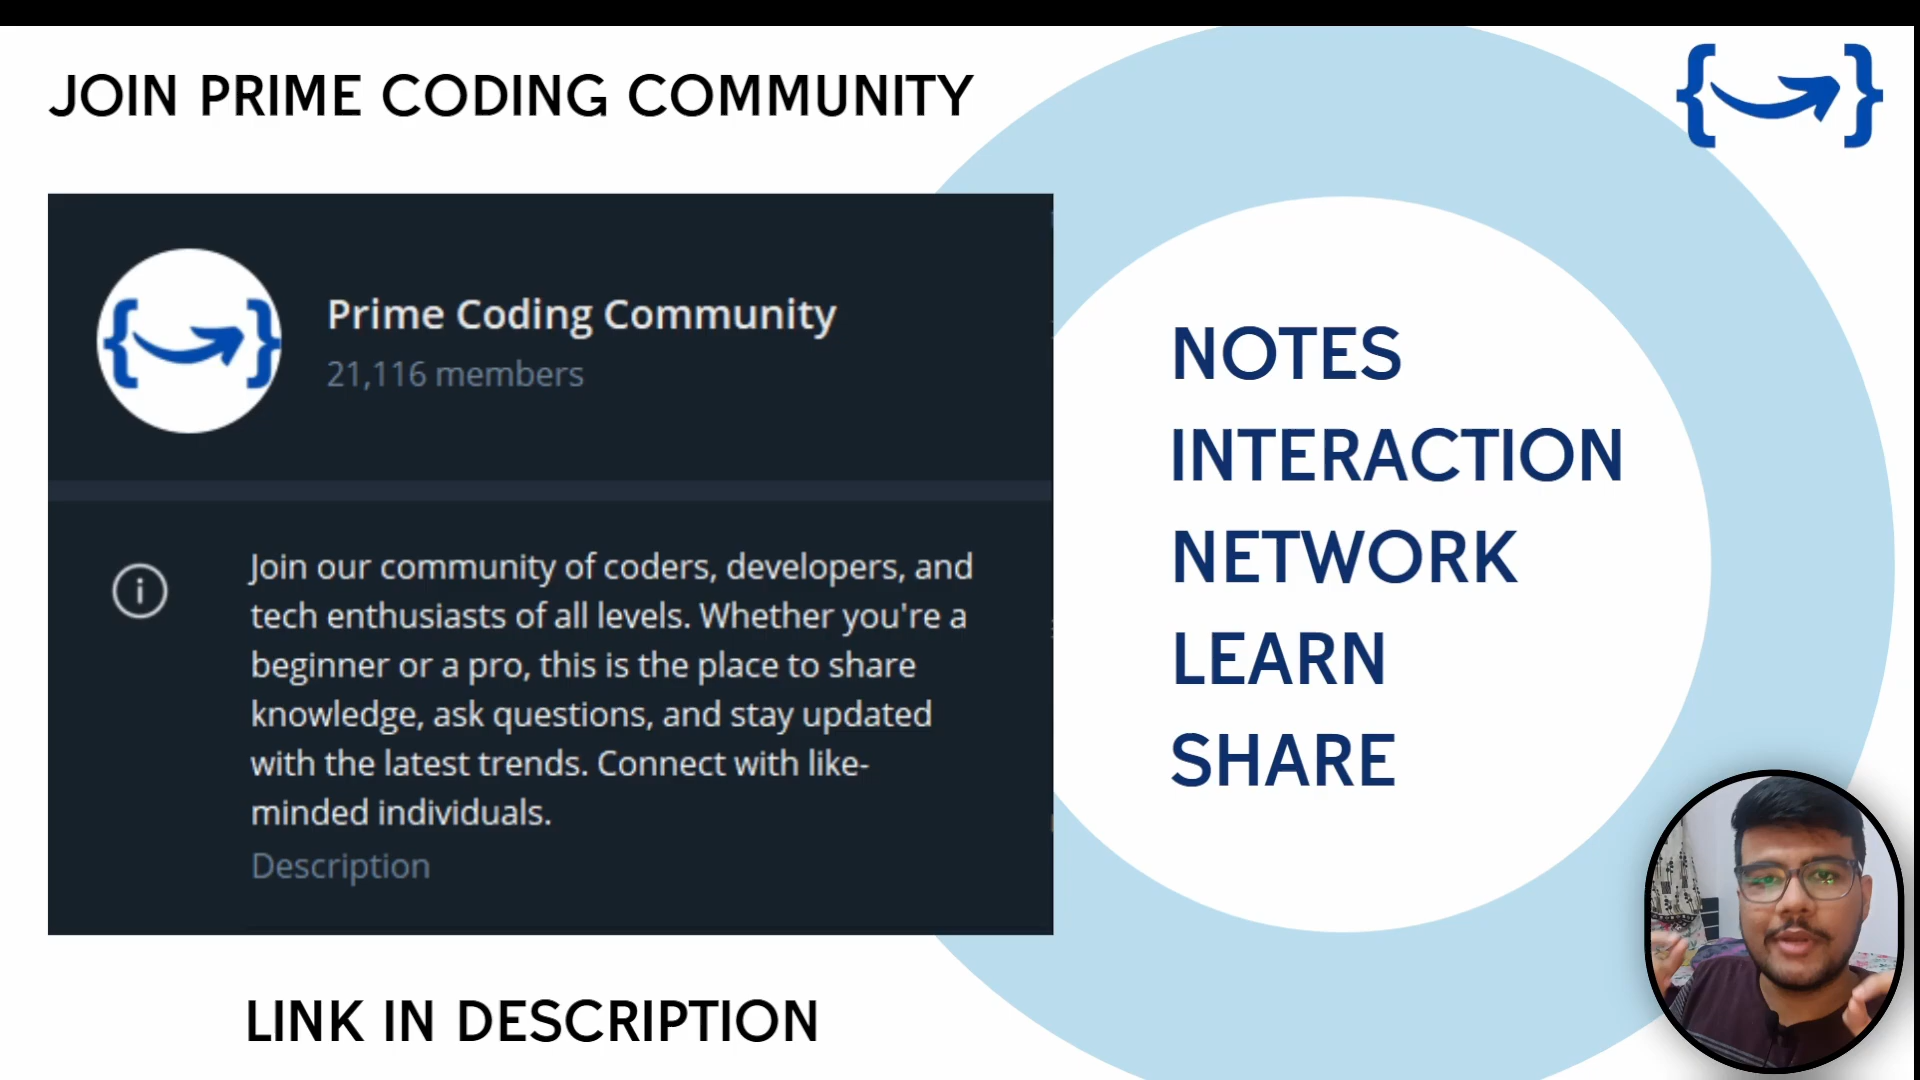 JOIN PRIME CODING COMMUNITY
Prime Coding Community
21,116 members
Join our community of coders, developers, and
tech enthusiasts of all levels. Whether you're a
beginner or a pro, this is the place to share
knowledge, ask questions, and stay updated
with the latest trends. Connect with like-
minded individuals.
Description
NOTES
INTERACTION
NETWORK
LEARN
SHARE
LINK IN DESCRIPTION